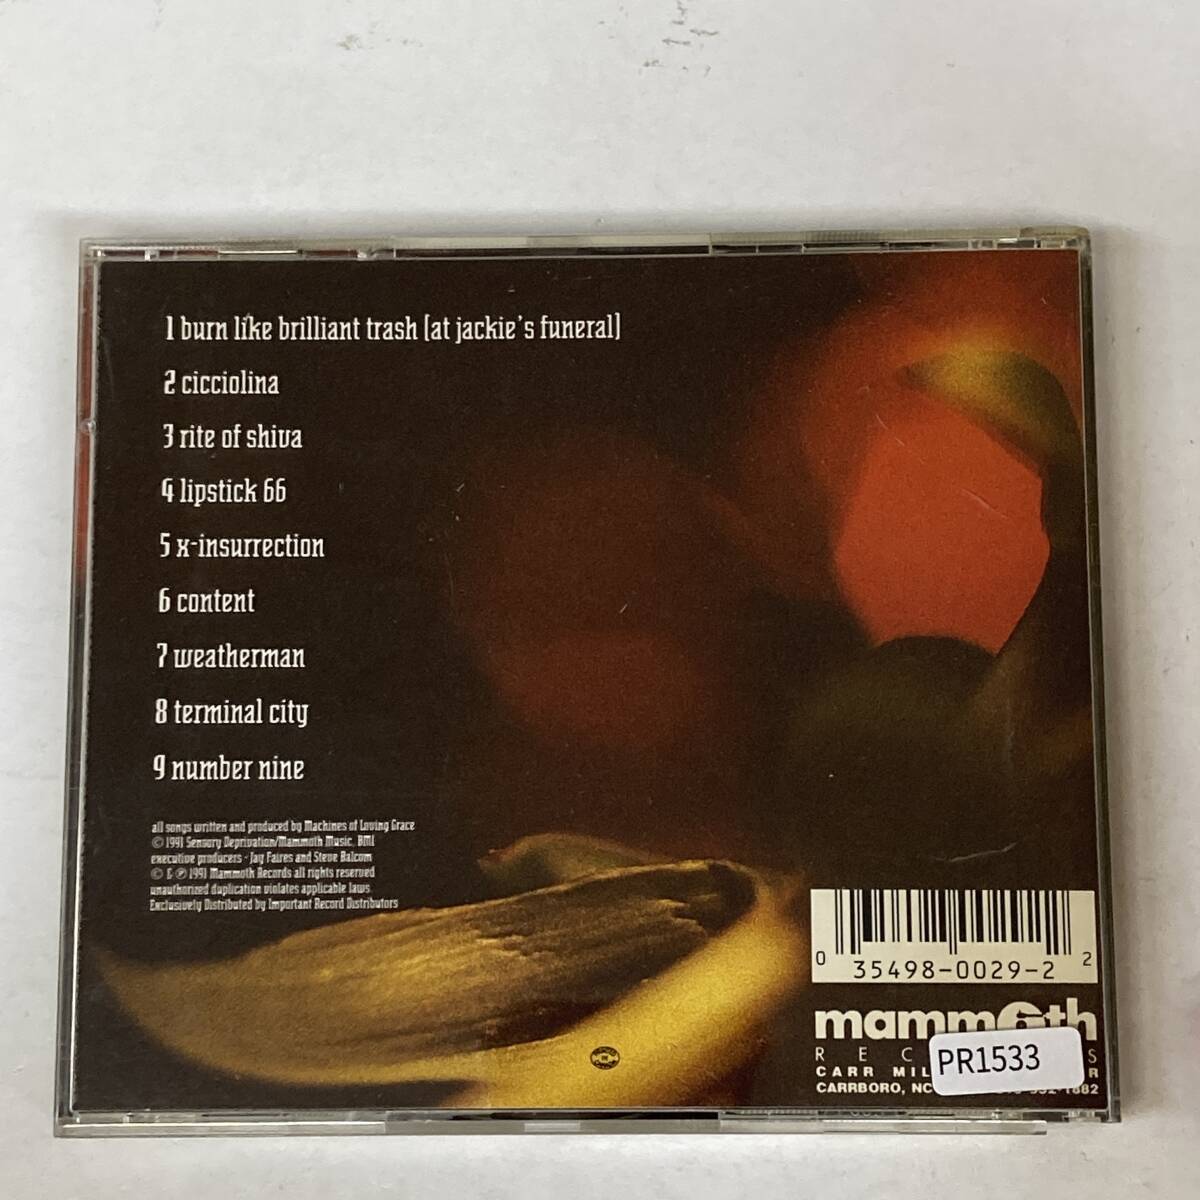 1 burn like brilliant trash (at jackie's funeral)
2 cicciolina
3 rite of shiva
4 lipstick 66
5 x-insurrection
6 content
7 weatherman
8 terminal city
9 number nine
all songs written and produced by Machines of Loving Grace
© 1991 Sensory Deprivation/Mammoth Music, BMI
executive producers - Jay Faires and Steve Balcom
© & ℗ 1991 Mammoth Records all rights reserved
unauthorized duplication violates applicable laws.
Exclusively Distributed by Important Record Distributors
0 35498-0029-2 2
mammoth
PR1533
CARR
CARRBORO, NC